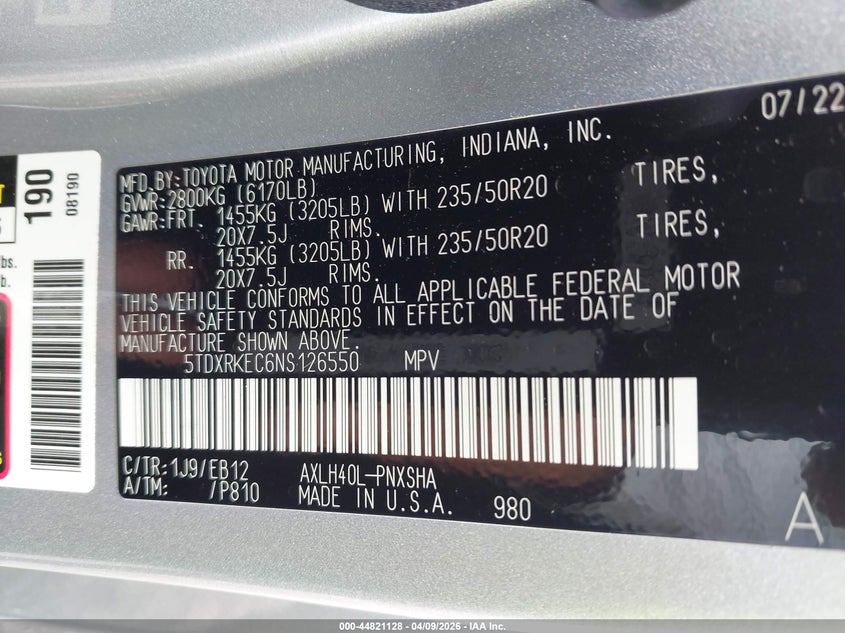 07/22
MFD.BY:TOYOTA MOTOR MANUFACTURING, INDIANA, INC.
GVWR:2800KG (6170LB)
GAWR:FRT. 1455KG (3205LB) WITH 235/50R20 TIRES,
20X7.5J RIMS.
RR. 1455KG (3205LB) WITH 235/50R20 TIRES,
20X7.5J RIMS.
THIS VEHICLE CONFORMS TO ALL APPLICABLE FEDERAL MOTOR
VEHICLE SAFETY STANDARDS IN EFFECT ON THE DATE OF
MANUFACTURE SHOWN ABOVE.
5TDXRKEC6NS126550 MPV
C/TR:1J9/EB12 AXLH40L-PNXSHA
A/TM: /P810 MADE IN U.S.A. 980
A
190
08190
lbs.
b.
000-44821128 - 04/09/2026 - IAA Inc.